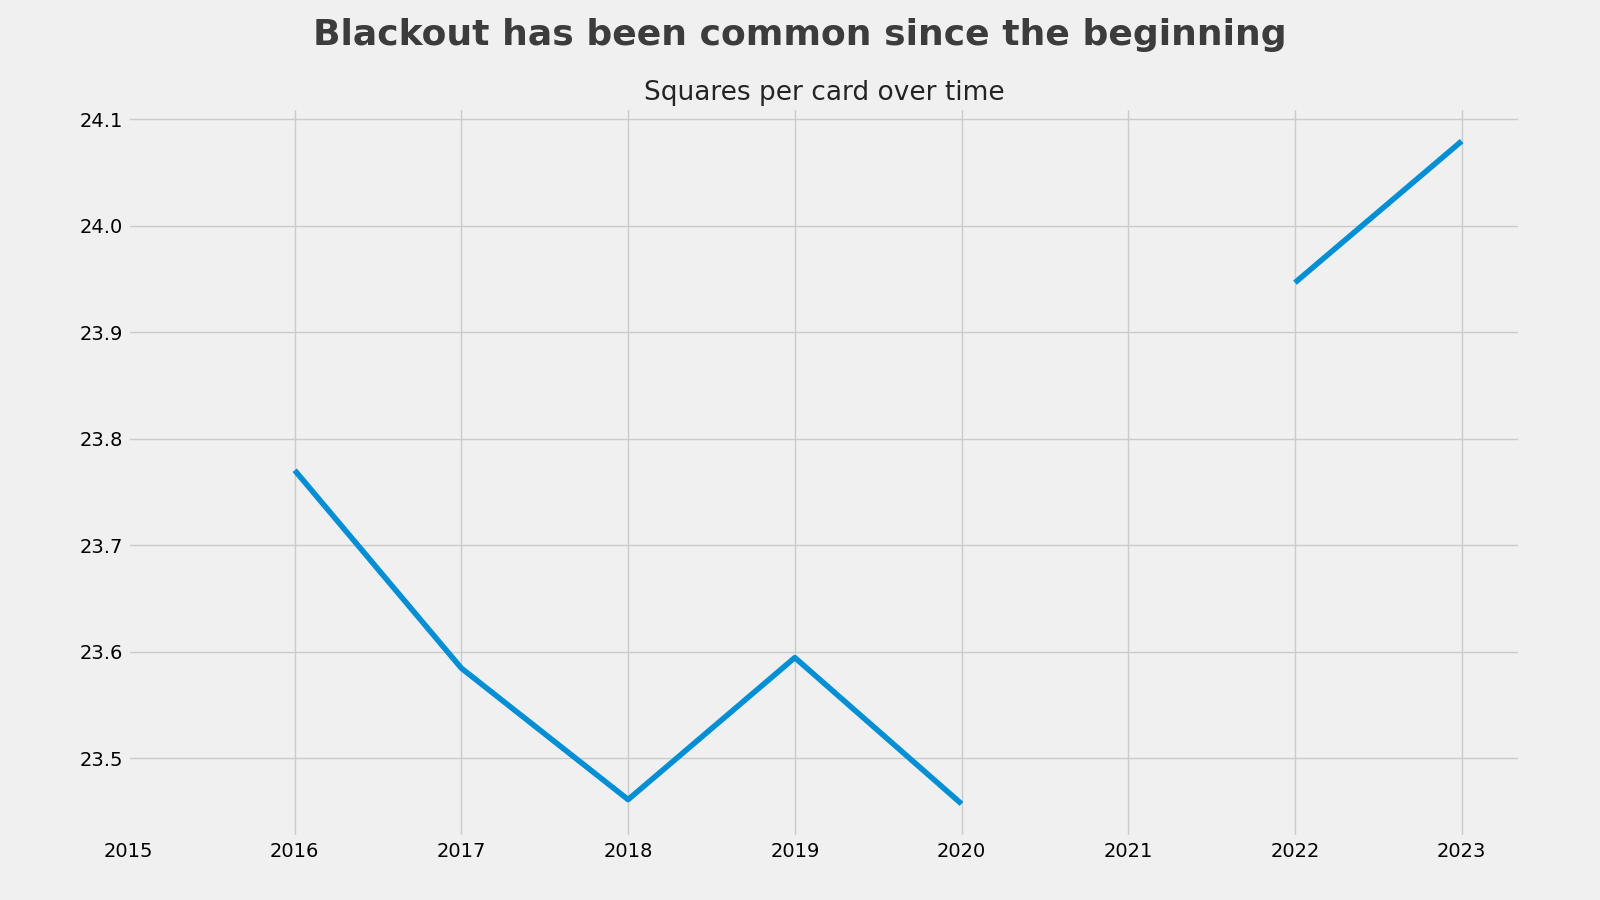 Blackout has been common since the beginning
Squares per card over time
24.1
24.0
23.9
23.8
23.7
23.6
23.5
2015 2016 2017 2018 2019 2020 2021 2022 2023